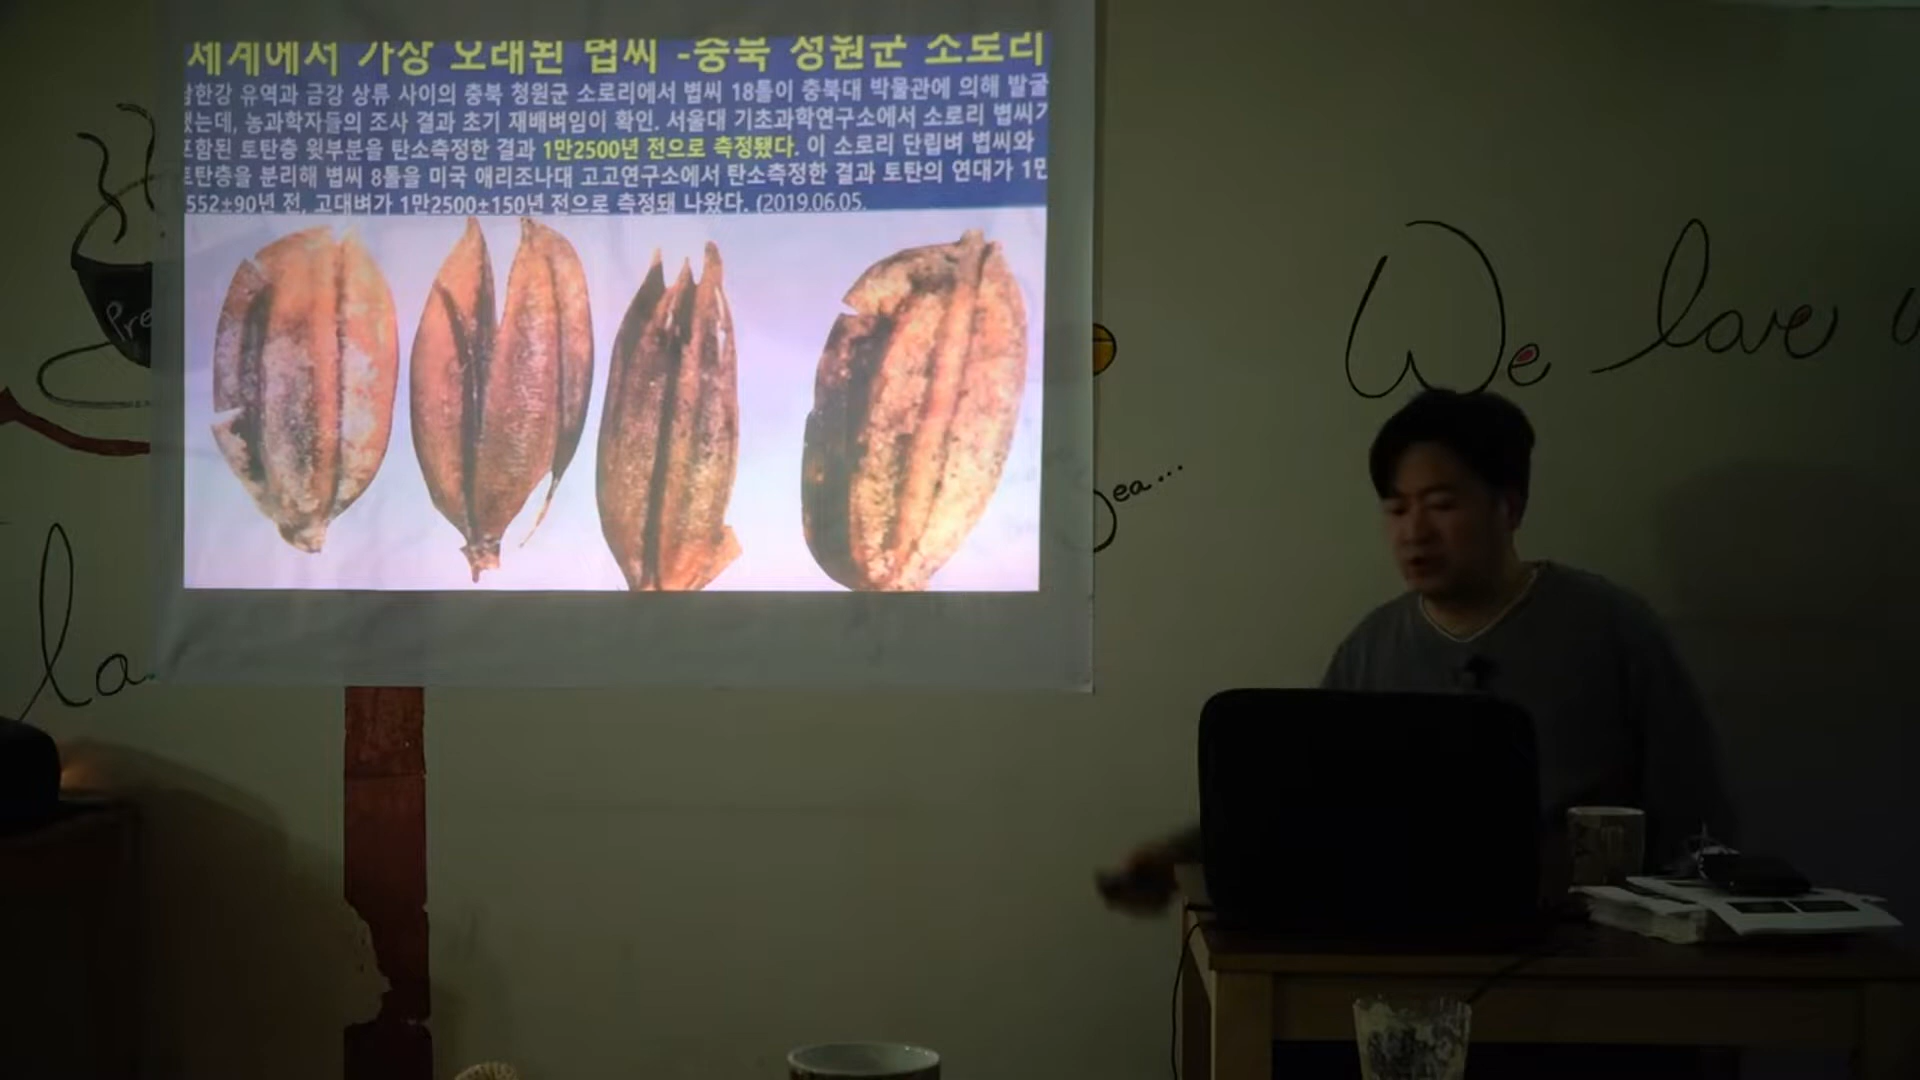 세계에서 가장 오래된 볍씨 -충북 청원군 소로리
남한강 유역과 금강 상류 사이의 충북 청원군 소로리에서 볍씨 18톨이 충북대 박물관에 의해 발굴
됐는데, 농과학자들의 조사 결과 초기 재배벼임이 확인. 서울대 기초과학연구소에서 소로리 볍씨가
포함된 토탄층 윗부분을 탄소측정한 결과 1만2500년 전으로 측정됐다. 이 소로리 단립벼 볍씨와
토탄층을 분리해 볍씨 8톨을 미국 애리조나대 고고연구소에서 탄소측정한 결과 토탄의 연대가 1만
552±90년 전, 고대벼가 1만2500±150년 전으로 측정돼 나왔다. (2019.06.05.
Pre
We love
ea...
la